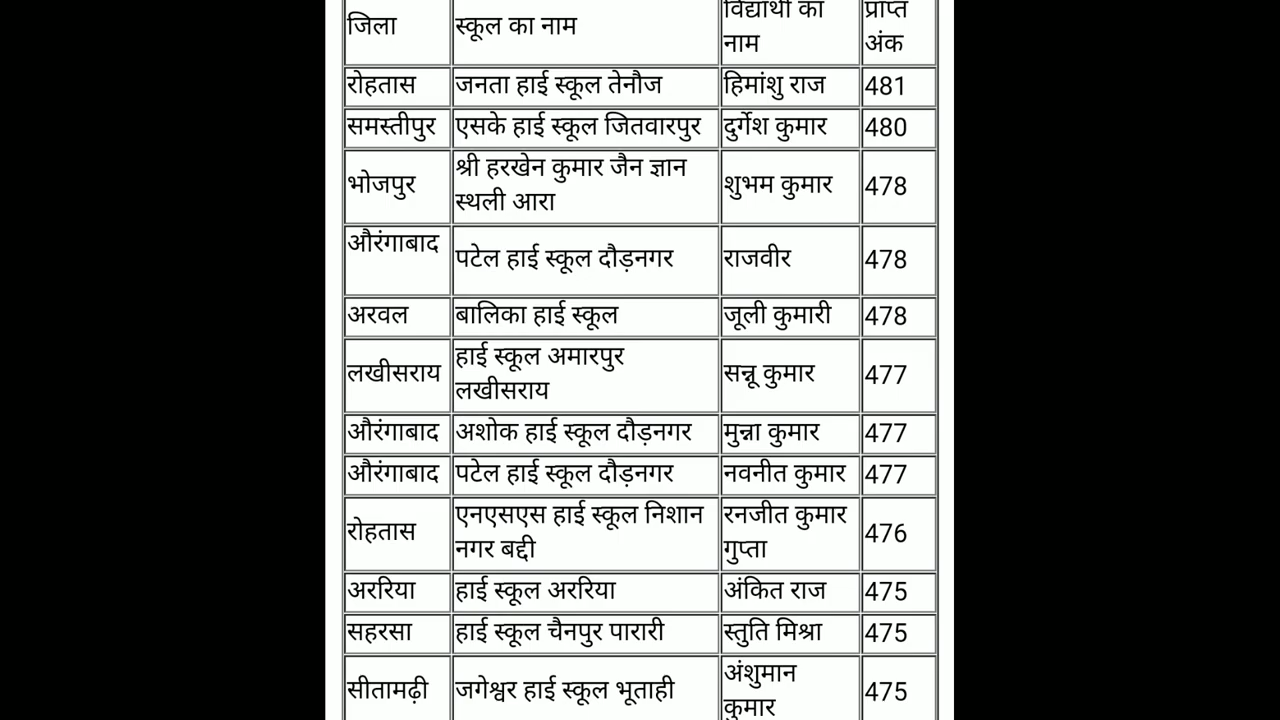 जिला स्कूल का नाम विद्यार्थी का नाम प्राप्त अंक
रोहतास जनता हाई स्कूल तेनौज हिमांशु राज 481
समस्तीपुर एसके हाई स्कूल जितवारपुर दुर्गेश कुमार 480
भोजपुर श्री हरखेन कुमार जैन ज्ञान स्थली आरा शुभम कुमार 478
औरंगाबाद पटेल हाई स्कूल दौड़नगर राजवीर 478
अरवल बालिका हाई स्कूल जूली कुमारी 478
लखीसराय हाई स्कूल अमारपुर लखीसराय सन्नू कुमार 477
औरंगाबाद अशोक हाई स्कूल दौड़नगर मुन्ना कुमार 477
औरंगाबाद पटेल हाई स्कूल दौड़नगर नवनीत कुमार 477
रोहतास एनएसएस हाई स्कूल निशान नगर बद्दी रनजीत कुमार गुप्ता 476
अररिया हाई स्कूल अररिया अंकित राज 475
सहरसा हाई स्कूल चैनपुर पारारी स्तुति मिश्रा 475
सीतामढ़ी जगेश्वर हाई स्कूल भूताही अंशुमान कुमार 475